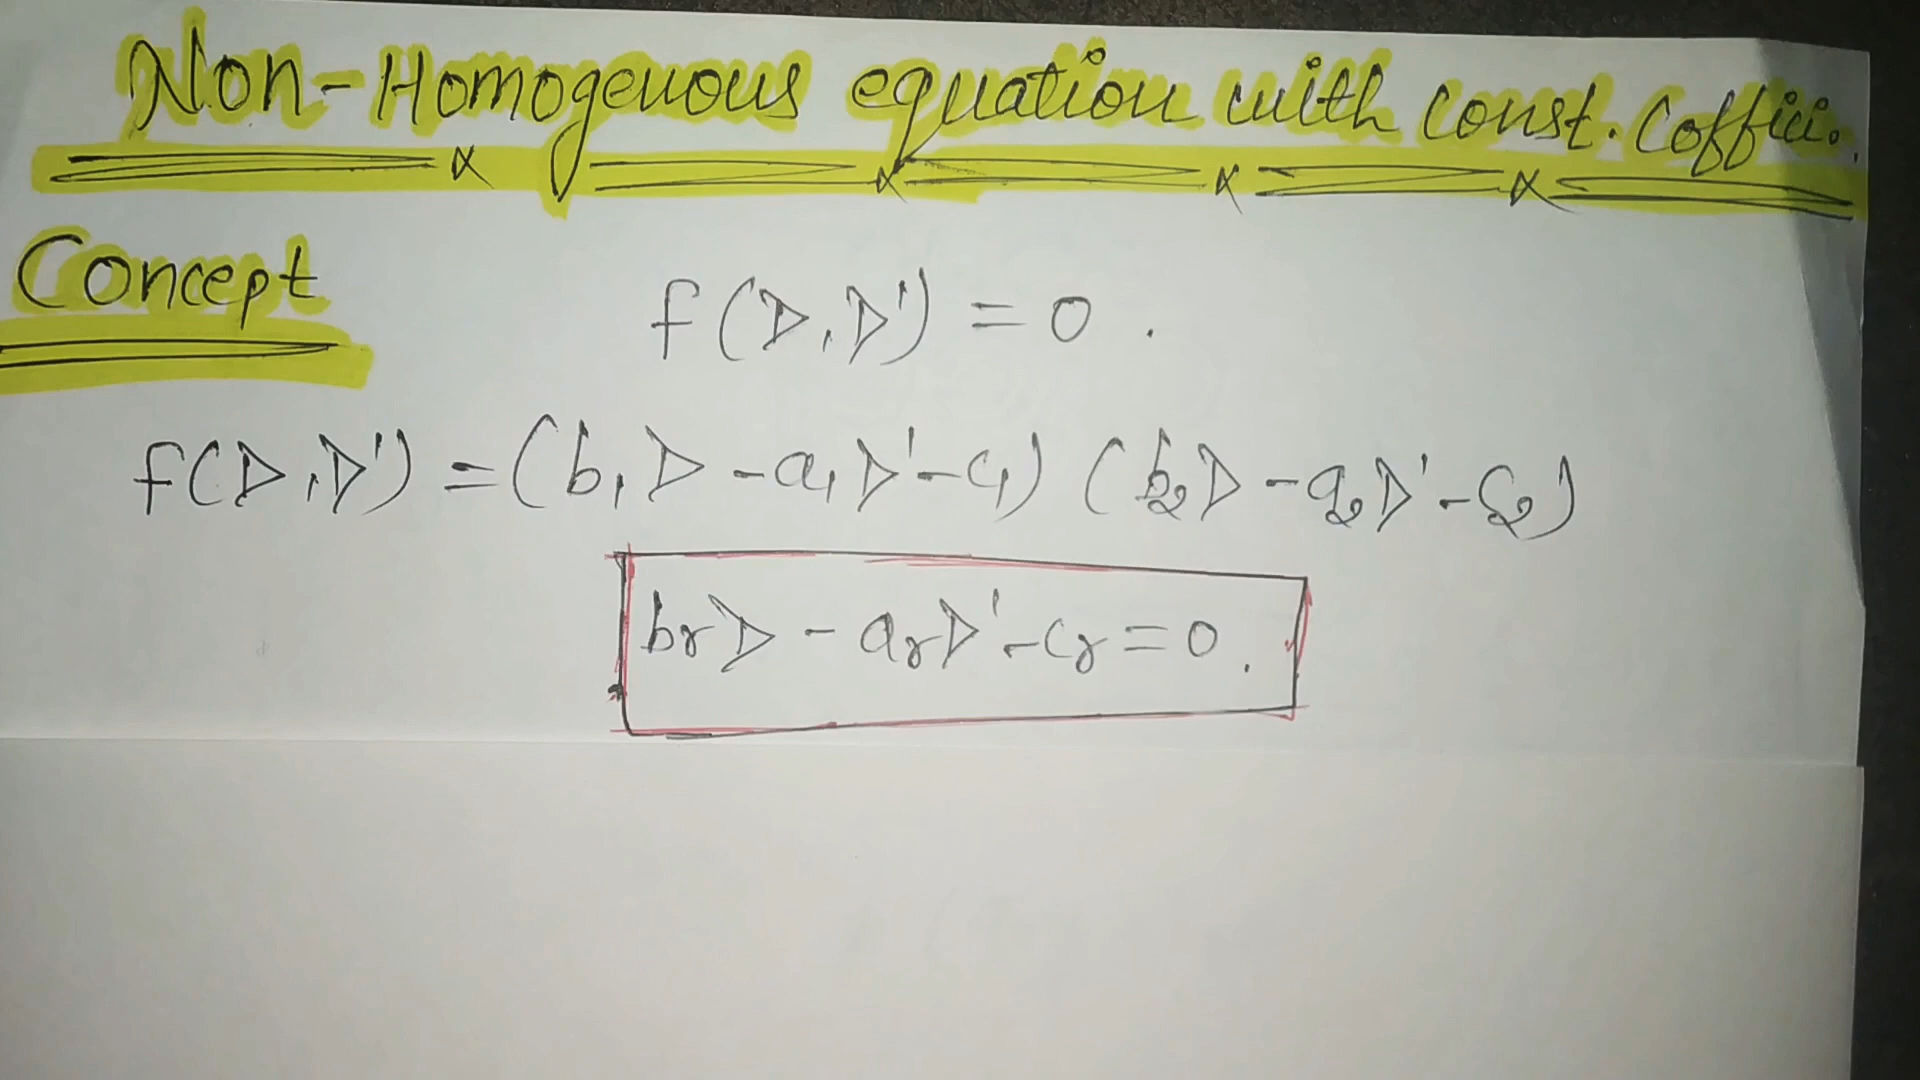 Non-Homogenous equation with const. Coffici.
Concept
f(D,D') = 0 .
f(D,D') = (b₁D - a₁D' - c₁) (b₂D - a₂D' - c₂)
brD - arD' - cr = 0 .